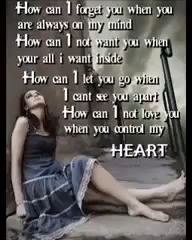 How can I forget you when you
are always on my mind
How can I not want you when
your all i want inside
How can I let you go when
I cant see you apart
How can I not love you
when you control my
HEART